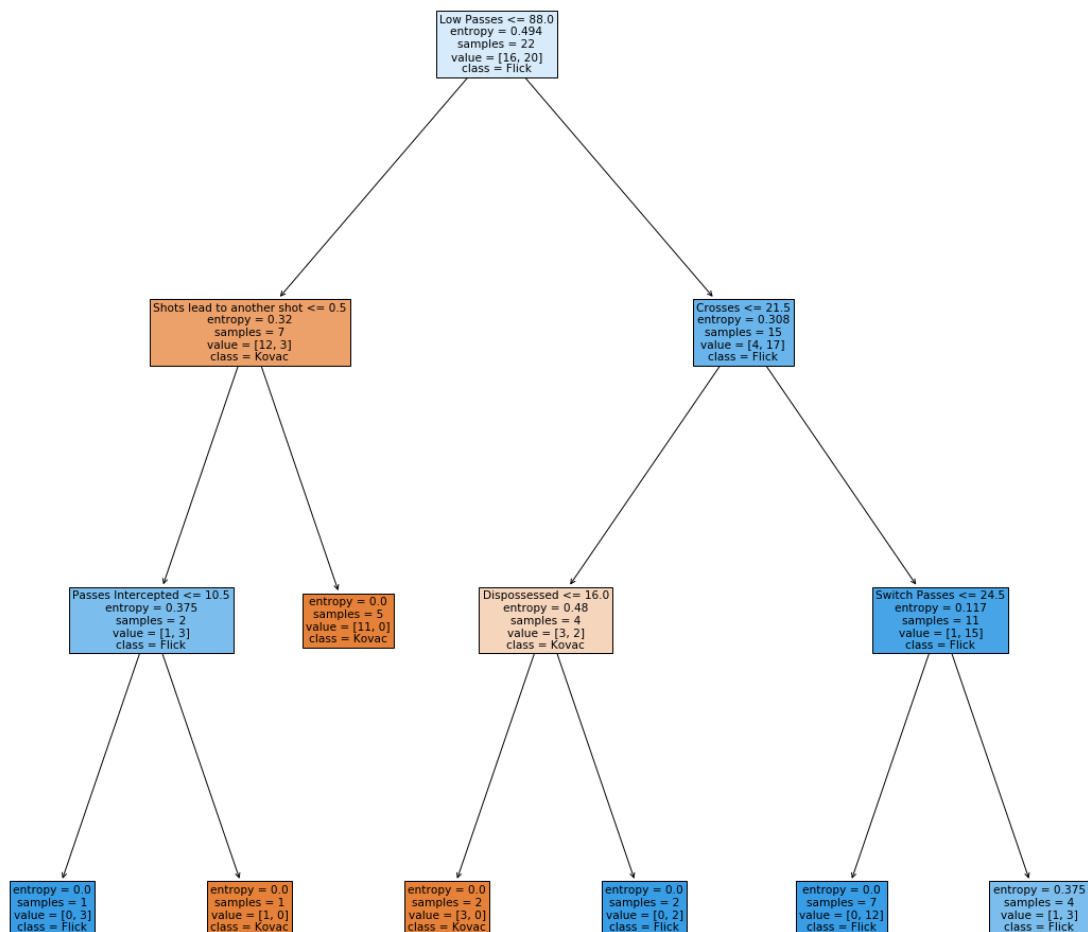 Low Passes <= 88.0
entropy = 0.494
samples = 22
value = [16, 20]
class = Flick
Shots lead to another shot <= 0.5
entropy = 0.32
samples = 7
value = [12, 3]
class = Kovac
Crosses <= 21.5
entropy = 0.308
samples = 15
value = [4, 17]
class = Flick
Passes Intercepted <= 10.5
entropy = 0.375
samples = 2
value = [1, 3]
class = Flick
entropy = 0.0
samples = 5
value = [11, 0]
class = Kovac
Dispossessed <= 16.0
entropy = 0.48
samples = 4
value = [3, 2]
class = Kovac
Switch Passes <= 24.5
entropy = 0.117
samples = 11
value = [1, 15]
class = Flick
entropy = 0.0
samples = 1
value = [0, 3]
class = Flick
entropy = 0.0
samples = 1
value = [1, 0]
class = Kovac
entropy = 0.0
samples = 2
value = [3, 0]
class = Kovac
entropy = 0.0
samples = 2
value = [0, 2]
class = Flick
entropy = 0.0
samples = 7
value = [0, 12]
class = Flick
entropy = 0.375
samples = 4
value = [1, 3]
class = Flick